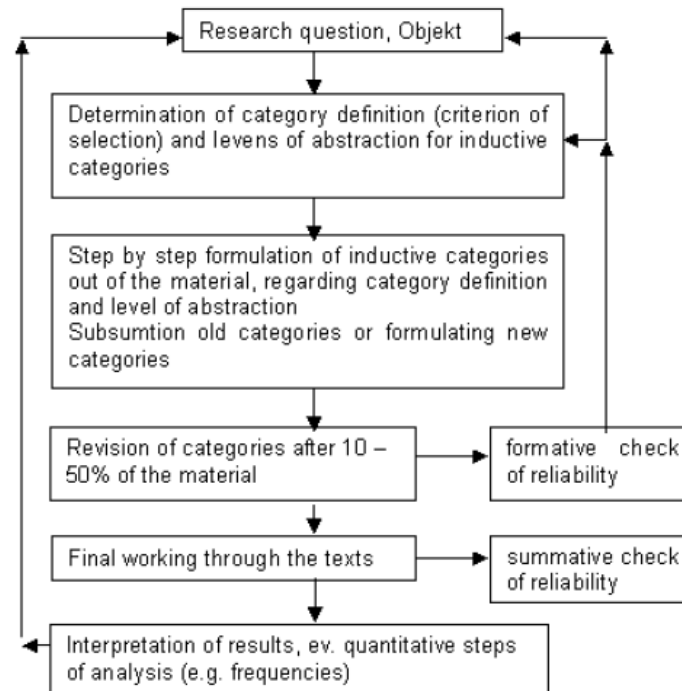 Research question, Objekt
Determination of category definition (criterion of
selection) and levens of abstraction for inductive
categories
Step by step formulation of inductive categories
out of the material, regarding category definition
and level of abstraction
Subsumtion old categories or formulating new
categories
Revision of categories after 10 –
50% of the material
formative check
of reliability
Final working through the texts
summative check
of reliability
Interpretation of results, ev. quantitative steps
of analysis (e.g. frequencies)